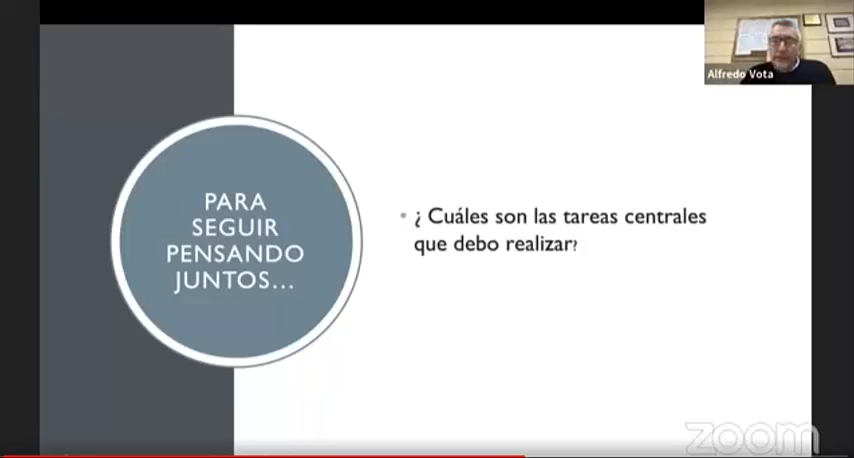 Alfredo Vota
PARA
SEGUIR
PENSANDO
JUNTOS...
• ¿ Cuáles son las tareas centrales
que debo realizar?
zoom